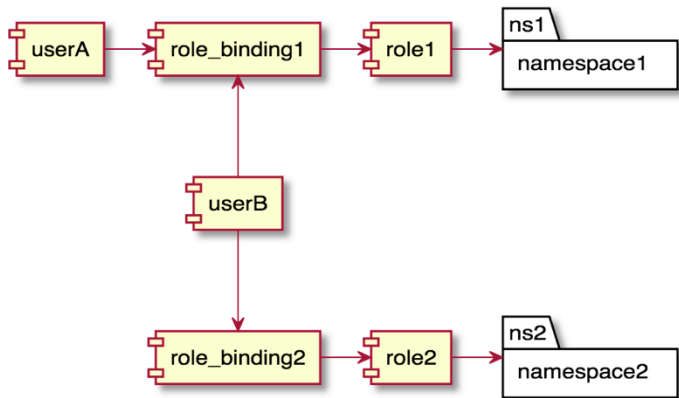 ns1
userA
role_binding1
role1
namespace1
userB
ns2
role_binding2
role2
namespace2